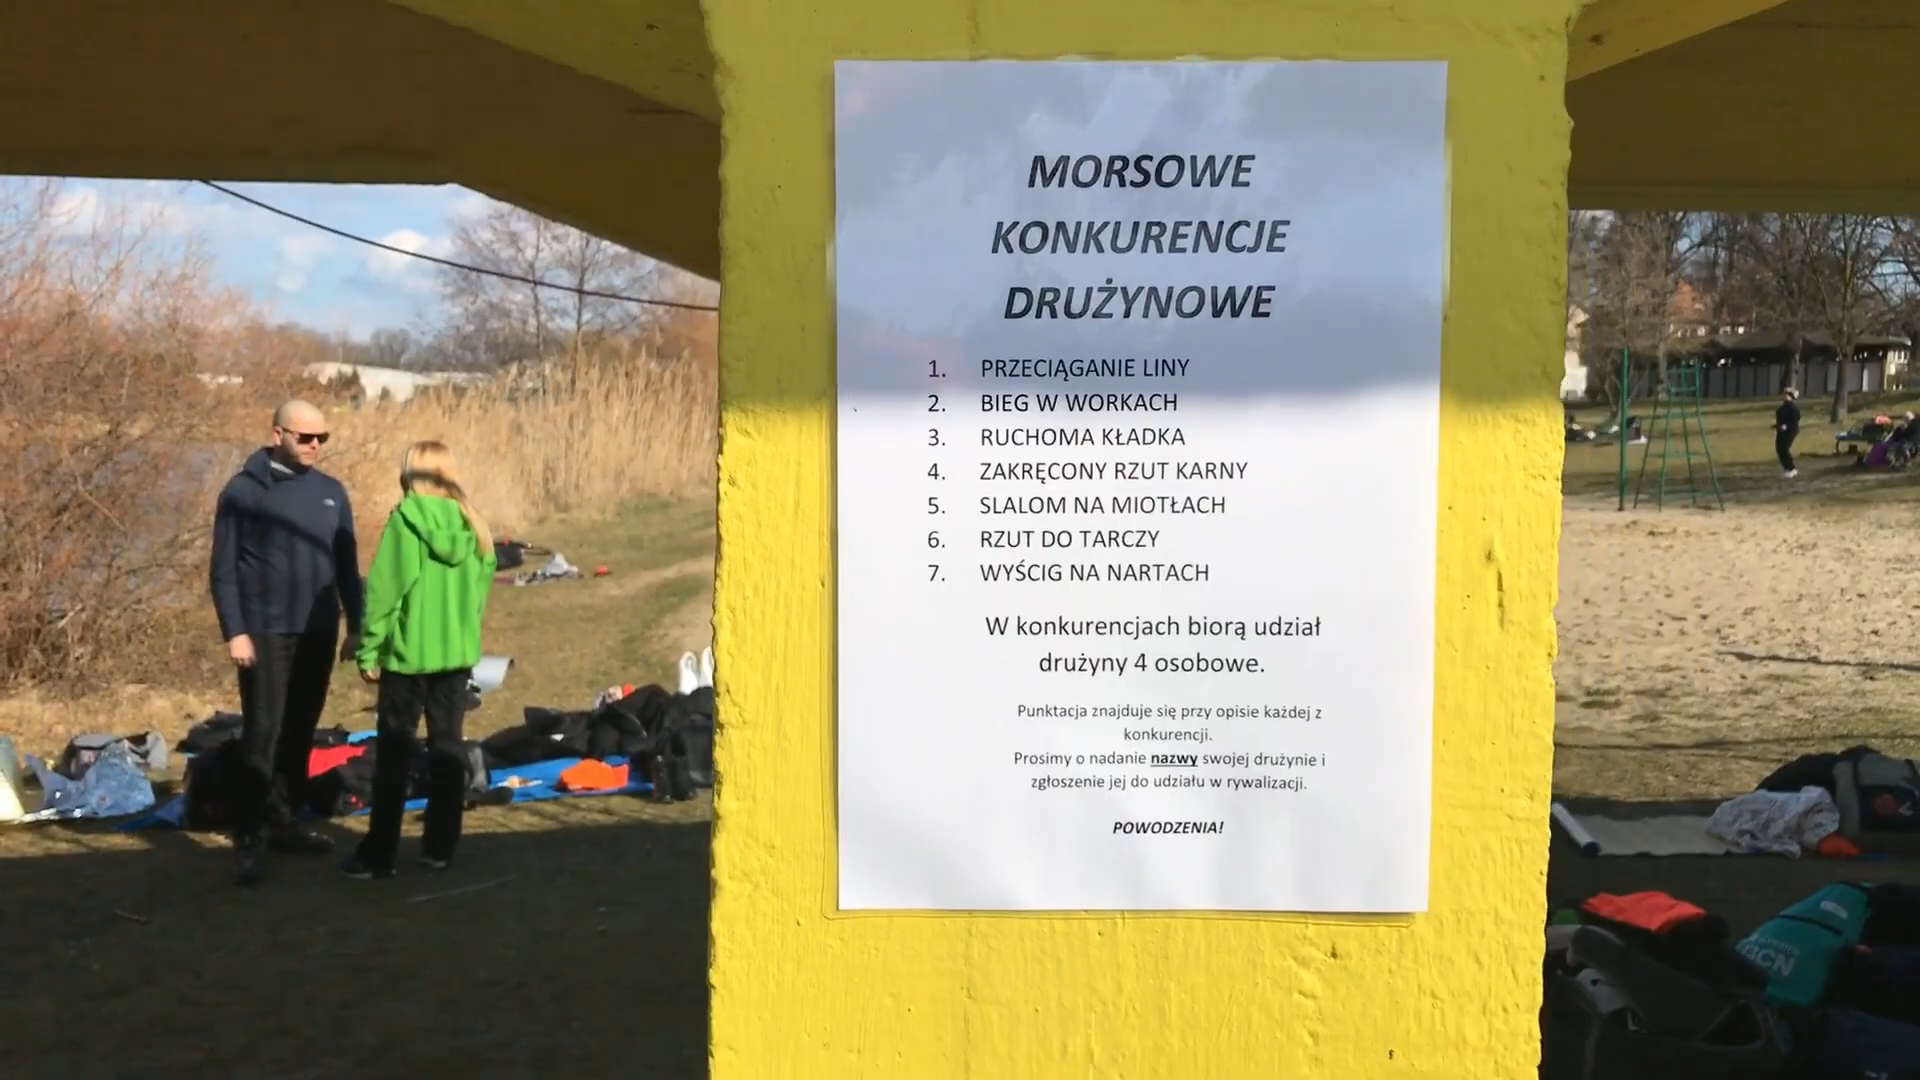 MORSOWE
KONKURENCJE
DRUŻYNOWE
1. PRZECIĄGANIE LINY
2. BIEG W WORKACH
3. RUCHOMA KŁADKA
4. ZAKRĘCONY RZUT KARNY
5. SLALOM NA MIOTŁACH
6. RZUT DO TARCZY
7. WYŚCIG NA NARTACH
W konkurencjach biorą udział
drużyny 4 osobowe.
Punktacja znajduje się przy opisie każdej z
konkurencji.
Prosimy o nadanie nazwy swojej drużynie i
zgłoszenie jej do udziału w rywalizacji.
POWODZENIA!
BCN